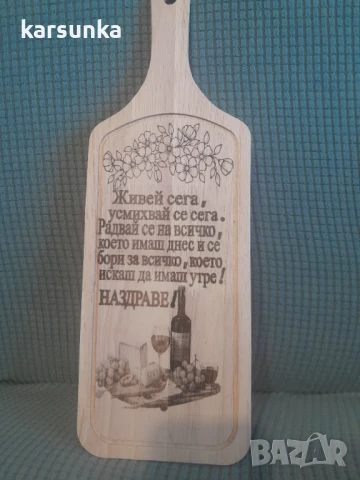 karsunka
Живей сега,
усмихвай се сега.
Радвай се на всичко,
което имаш днес и се
бори за всичко, което
искаш да имаш утре!
НАЗДРАВЕ!
BAZAR